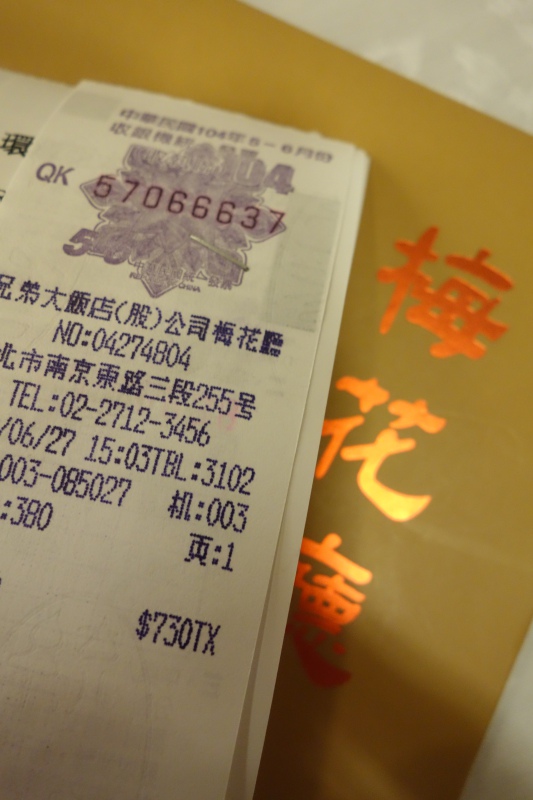 中華民國104年5-6月份
收銀機統一發票
環
QK 57066637
兄弟大飯店(股)公司梅花廳
NO:04274804
北市南京東路三段255號
TEL:02-2712-3456
/06/27 15:03TBL:3102
003-085027 机:003
:380 頁:1
$730TX
梅花廳